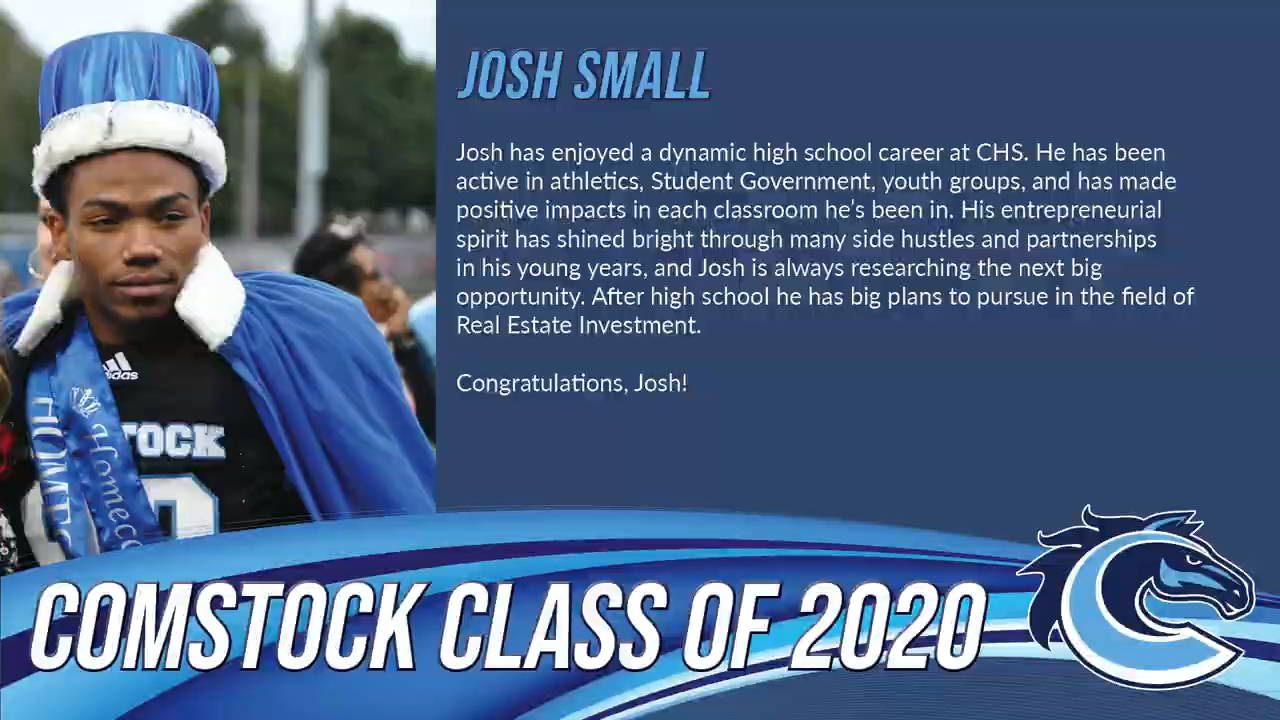 JOSH SMALL
Josh has enjoyed a dynamic high school career at CHS. He has been
active in athletics, Student Government, youth groups, and has made
positive impacts in each classroom he's been in. His entrepreneurial
spirit has shined bright through many side hustles and partnerships
in his young years, and Josh is always researching the next big
opportunity. After high school he has big plans to pursue in the field of
Real Estate Investment.
Congratulations, Josh!
adidas
TOCK
HOME
Homeco
COMSTOCK CLASS OF 2020
C